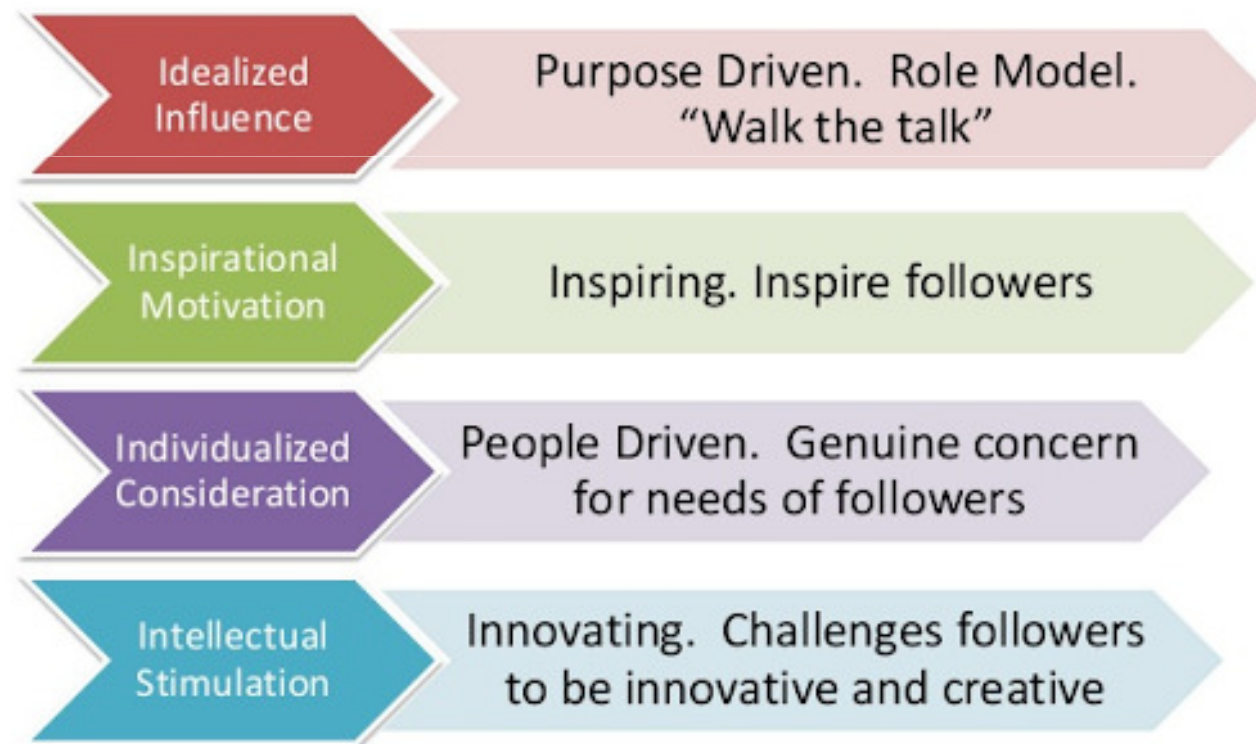 Idealized
Influence
Purpose Driven.  Role Model.
“Walk the talk”
Inspirational
Motivation
Inspiring. Inspire followers
Individualized
Consideration
People Driven.  Genuine concern
for needs of followers
Intellectual
Stimulation
Innovating.  Challenges followers
to be innovative and creative